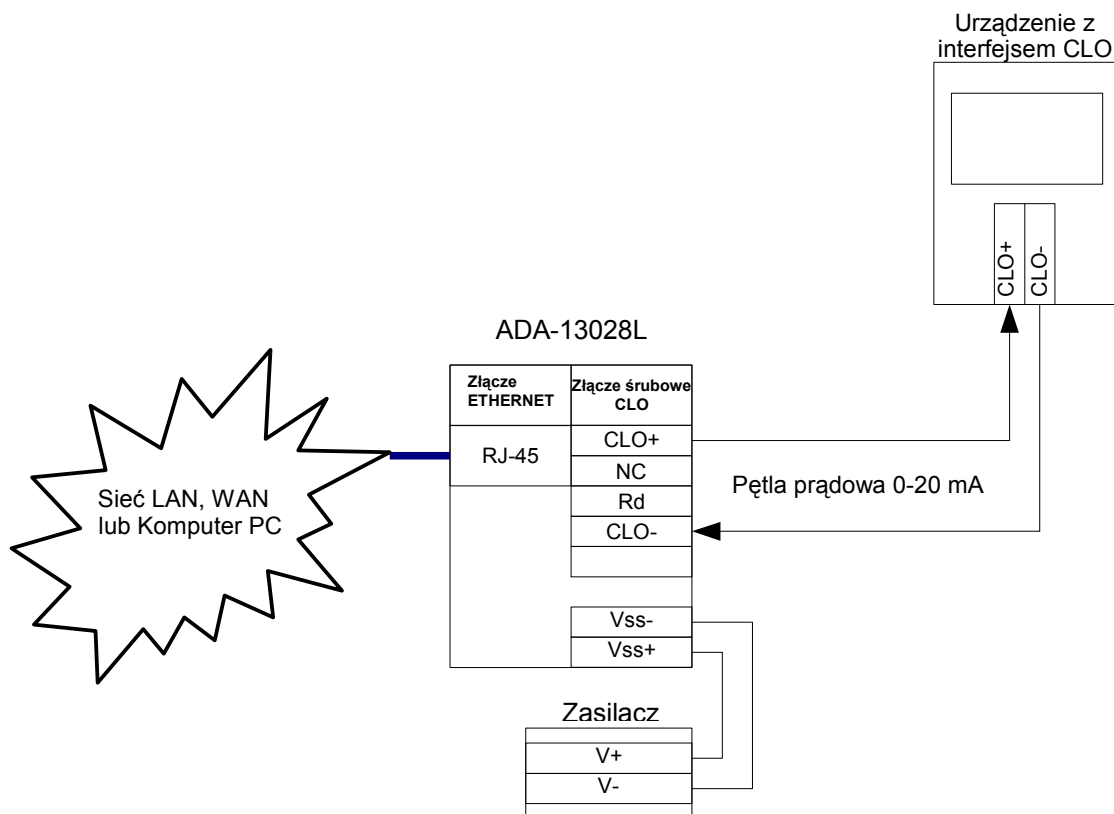 Urządzenie z
interfejsem CLO
CLO+
CLO-
ADA-13028L
Złącze
ETHERNET
Złącze śrubowe
CLO
RJ-45
CLO+
NC
Rd
CLO-
Pętla prądowa 0-20 mA
Sieć LAN, WAN
lub Komputer PC
Vss-
Vss+
Zasilacz
V+
V-